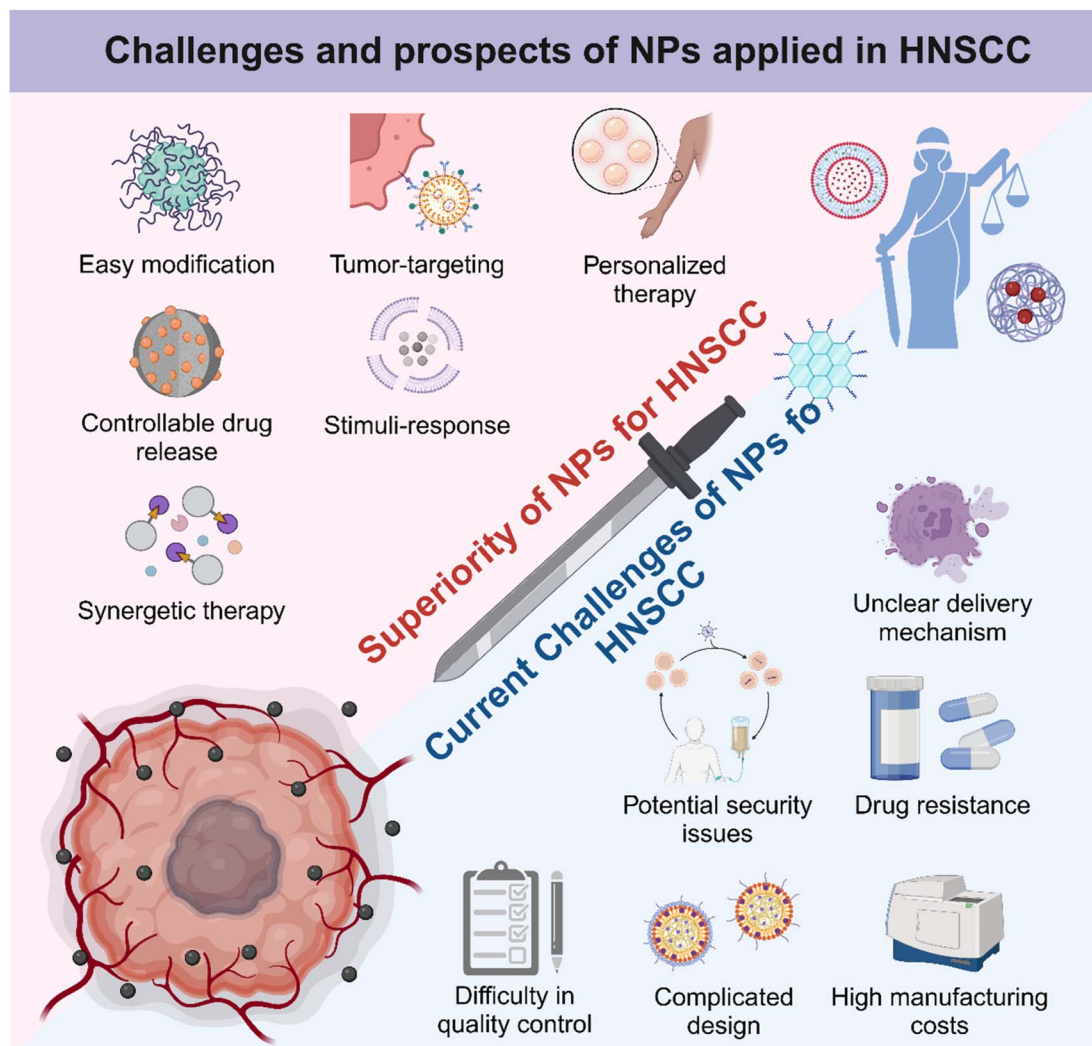 Challenges and prospects of NPs applied in HNSCC
Easy modification
Tumor-targeting
Personalized
therapy
Controllable drug
release
Stimuli-response
Synergetic therapy
Superiority of NPs for HNSCC
Current Challenges of NPs fo
HNSCC
Unclear delivery
mechanism
Potential security
issues
Drug resistance
Difficulty in
quality control
Complicated
design
High manufacturing
costs